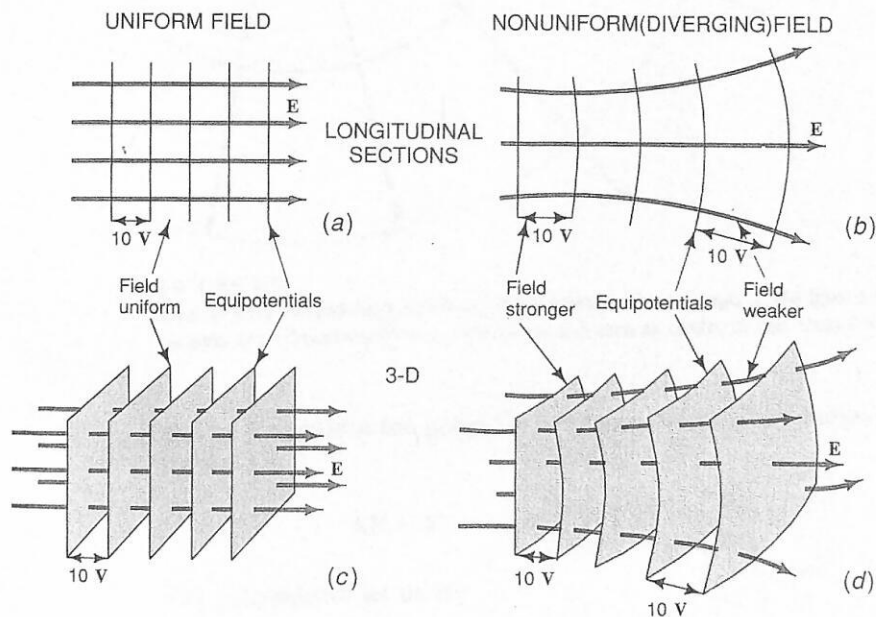 UNIFORM FIELD
NONUNIFORM(DIVERGING)FIELD
E
E
LONGITUDINAL
SECTIONS
(a)
(b)
10 V
10 V
10 V
Field
uniform
Equipotentials
Field
stronger
Equipotentials
Field
weaker
3-D
E
E
10 V
(c)
10 V
10 V
(d)